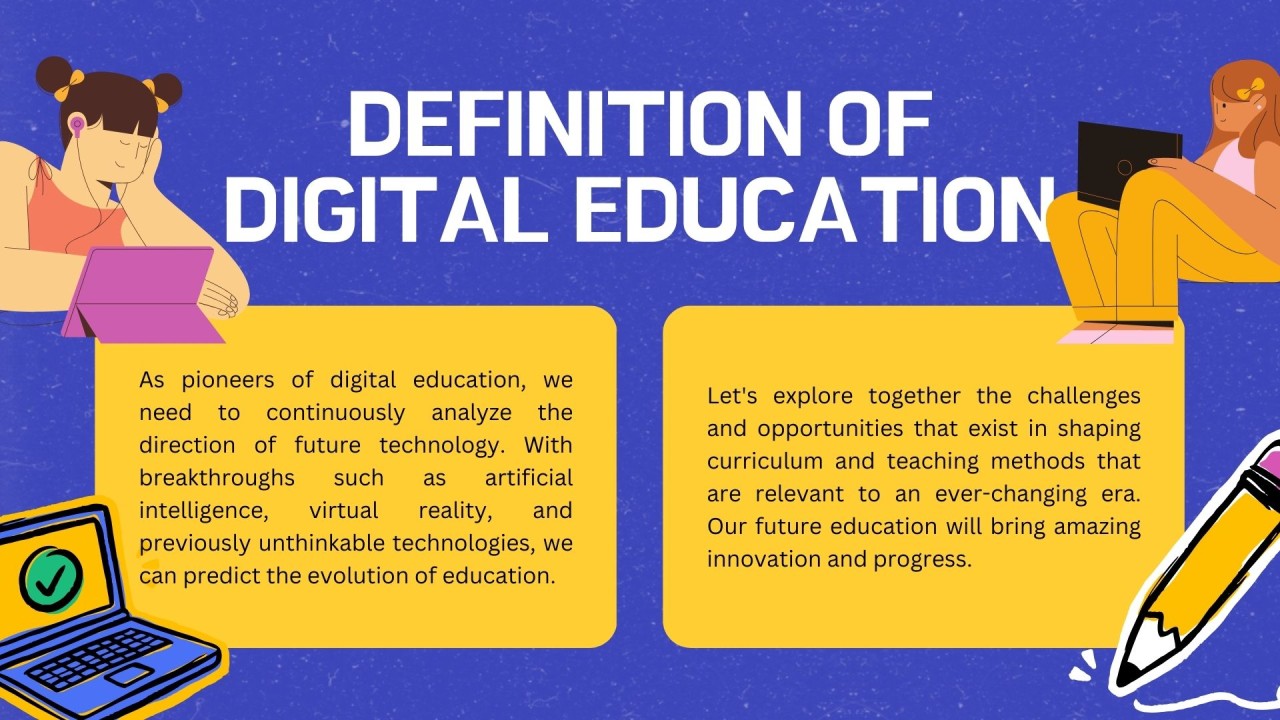 DEFINITION OF
DIGITAL EDUCATION
As pioneers of digital education, we
need to continuously analyze the
direction of future technology. With
breakthroughs such as artificial
intelligence, virtual reality, and
previously unthinkable technologies, we
can predict the evolution of education.
Let's explore together the challenges
and opportunities that exist in shaping
curriculum and teaching methods that
are relevant to an ever-changing era.
Our future education will bring amazing
innovation and progress.